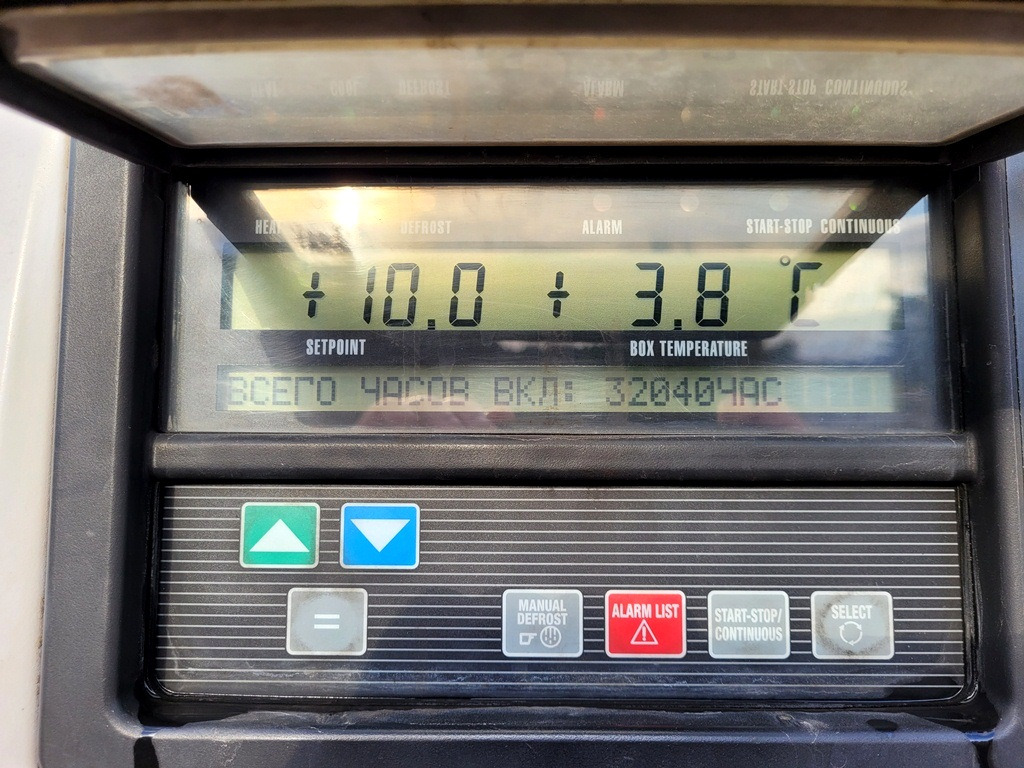 HEAT DEFROST ALARM START-STOP CONTINUOUS
+10.0 + 3.8 °C
SETPOINT BOX TEMPERATURE
ВСЕГО ЧАСОВ ВКЛ: 32040ЧАС
=
MANUAL DEFROST
ALARM LIST
START-STOP/ CONTINUOUS
SELECT